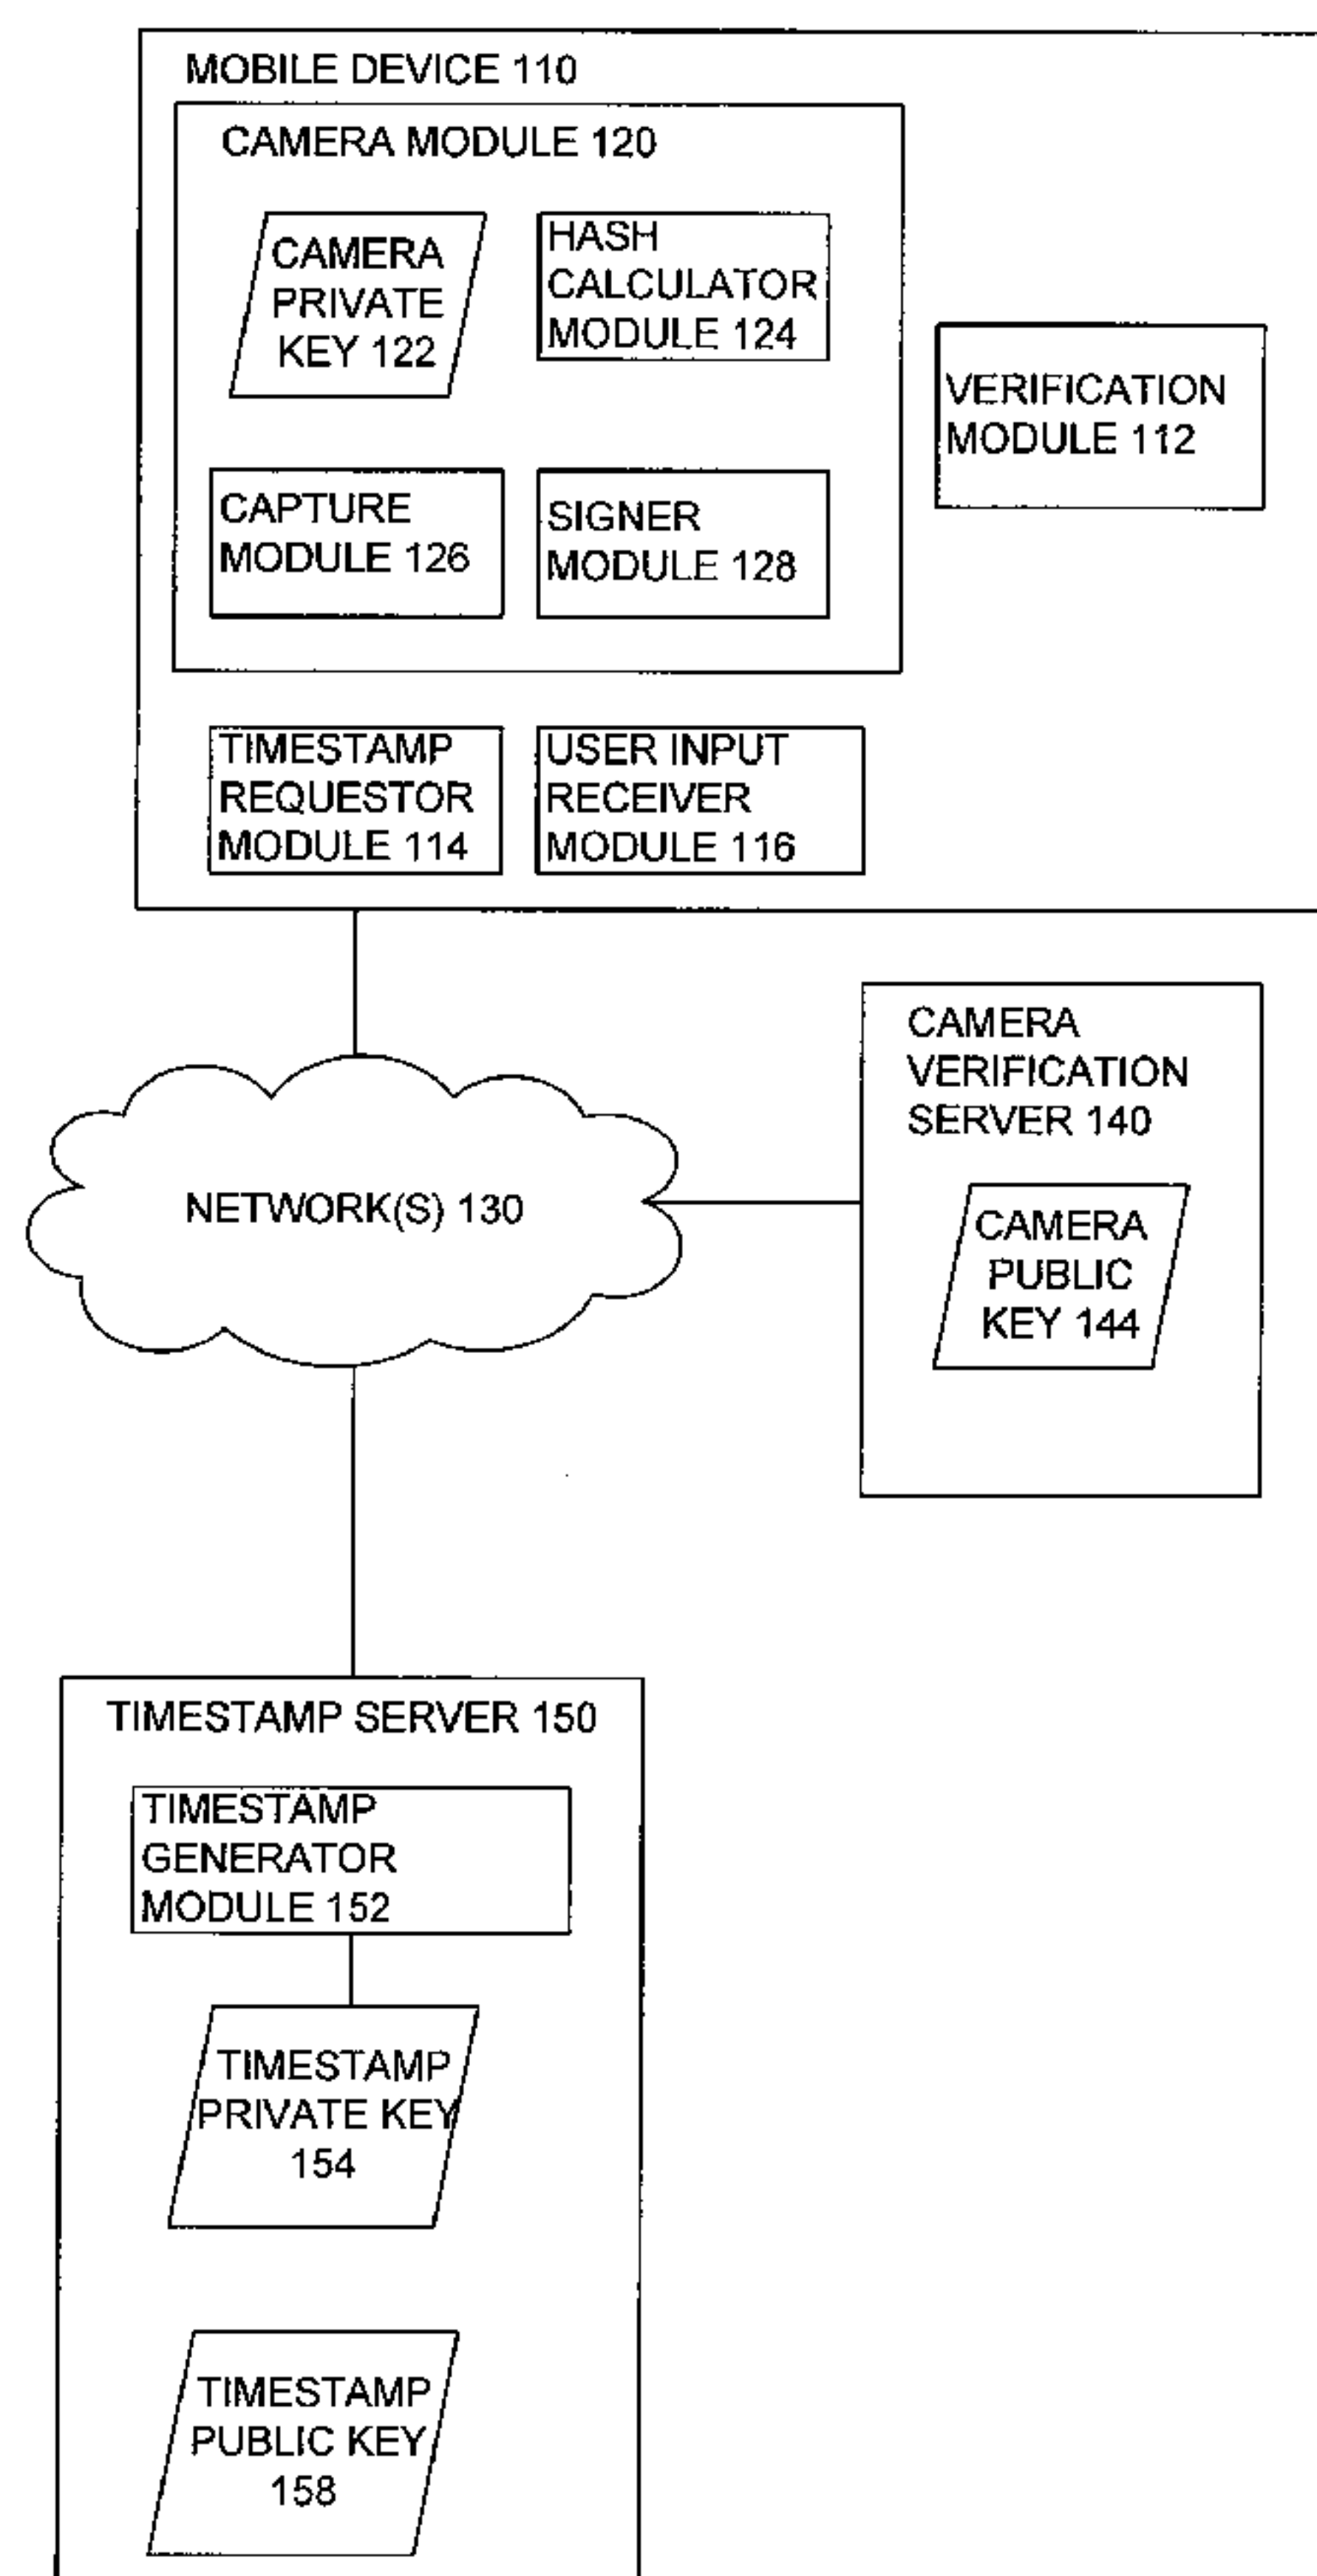 MOBILE DEVICE 110
CAMERA MODULE 120
CAMERA
PRIVATE
KEY 122
HASH
CALCULATOR
MODULE 124
VERIFICATION
MODULE 112
CAPTURE
MODULE 126
SIGNER
MODULE 128
TIMESTAMP
REQUESTOR
MODULE 114
USER INPUT
RECEIVER
MODULE 116
NETWORK(S) 130
CAMERA
VERIFICATION
SERVER 140
CAMERA
PUBLIC
KEY 144
TIMESTAMP SERVER 150
TIMESTAMP
GENERATOR
MODULE 152
TIMESTAMP
PRIVATE KEY
154
TIMESTAMP
PUBLIC KEY
158